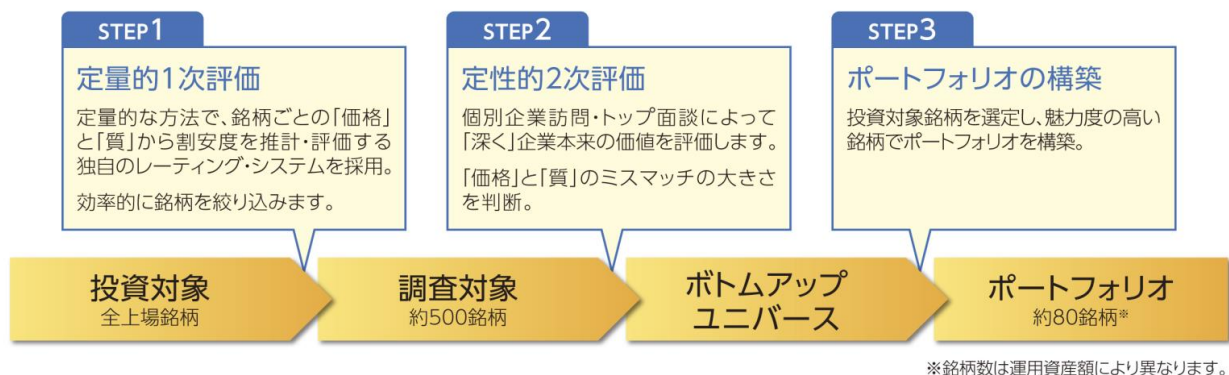 STEP1
定量的1次評価
定量的な方法で、銘柄ごとの「価格」
と「質」から割安度を推計・評価する
独自のレーティング・システムを採用。
効率的に銘柄を絞り込みます。
STEP2
定性的2次評価
個別企業訪問・トップ面談によって
「深く」企業本来の価値を評価します。
「価格」と「質」のミスマッチの大きさ
を判断。
STEP3
ポートフォリオの構築
投資対象銘柄を選定し、魅力度の高い
銘柄でポートフォリオを構築。
投資対象
全上場銘柄
調査対象
約500銘柄
ボトムアップ
ユニバース
ポートフォリオ
約80銘柄※
※銘柄数は運用資産額により異なります。